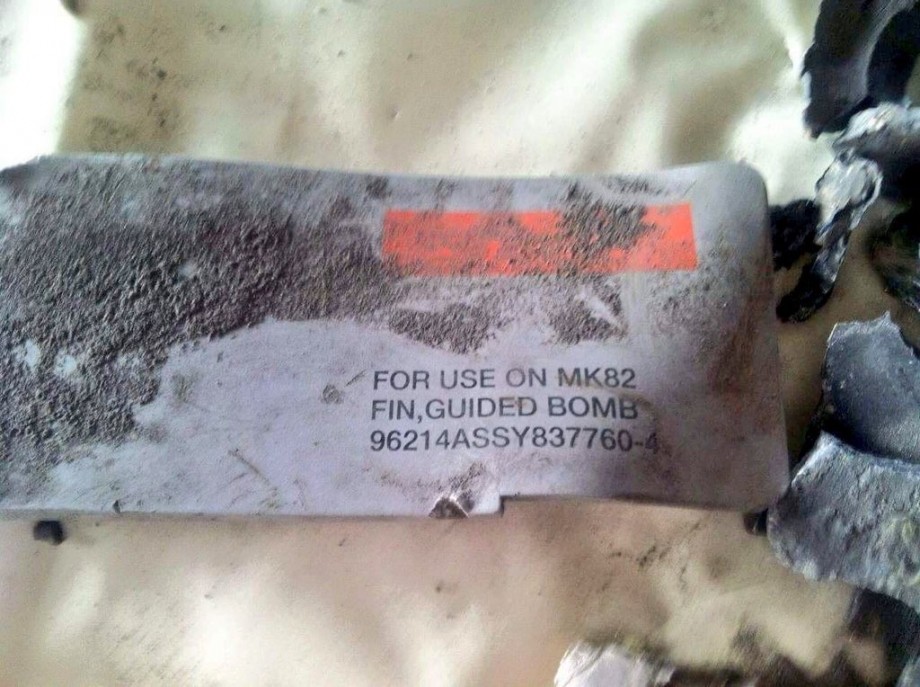 FOR USE ON MK82
FIN,GUIDED BOMB
96214ASSY837760-4